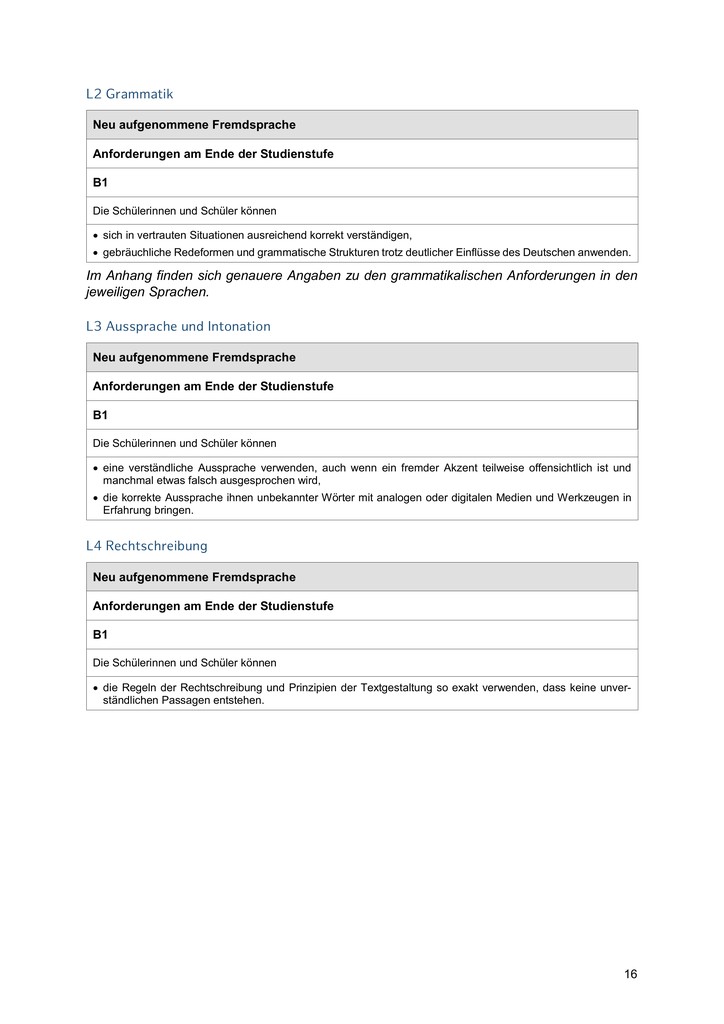 L2 Grammatik
Neu aufgenommene Fremdsprache
Anforderungen am Ende der Studienstufe
B1
Die Schülerinnen und Schüler können
• sich in vertrauten Situationen ausreichend korrekt verständigen,
• gebräuchliche Redeformen und grammatische Strukturen trotz deutlicher Einflüsse des Deutschen anwenden.
Im Anhang finden sich genauere Angaben zu den grammatikalischen Anforderungen in den
jeweiligen Sprachen.
L3 Aussprache und Intonation
Neu aufgenommene Fremdsprache
Anforderungen am Ende der Studienstufe
B1
Die Schülerinnen und Schüler können
• eine verständliche Aussprache verwenden, auch wenn ein fremder Akzent teilweise offensichtlich ist und
manchmal etwas falsch ausgesprochen wird,
• die korrekte Aussprache ihnen unbekannter Wörter mit analogen oder digitalen Medien und Werkzeugen in
Erfahrung bringen.
L4 Rechtschreibung
Neu aufgenommene Fremdsprache
Anforderungen am Ende der Studienstufe
B1
Die Schülerinnen und Schüler können
• die Regeln der Rechtschreibung und Prinzipien der Textgestaltung so exakt verwenden, dass keine unver-
ständlichen Passagen entstehen.
16